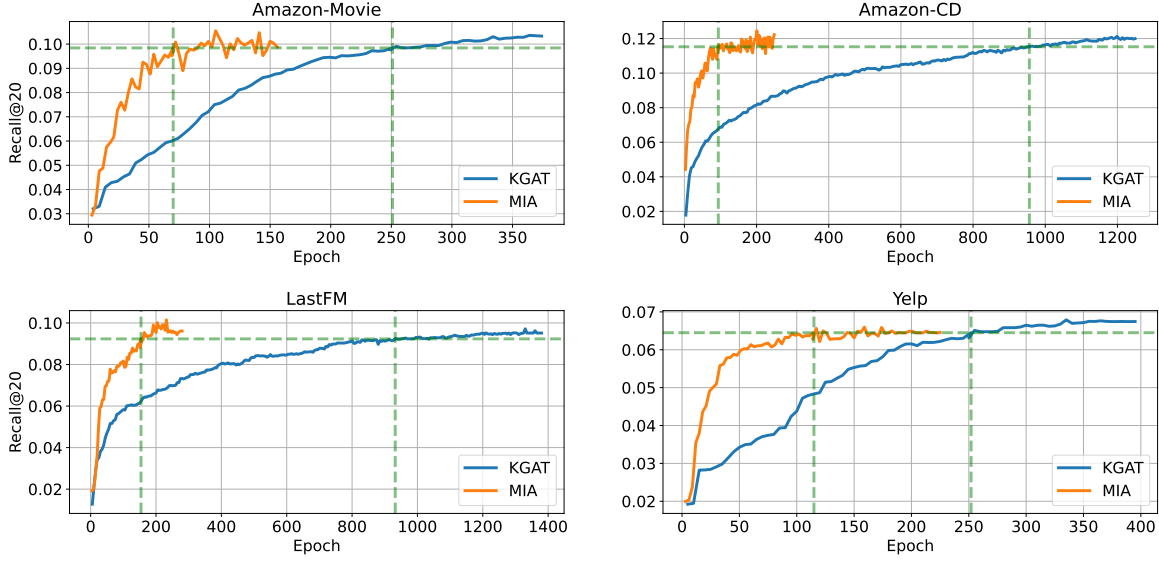 Amazon-Movie
Recall@20
0.10
0.09
0.08
0.07
0.06
0.05
0.04
0.03
0 50 100 150 200 250 300 350
Epoch
KGAT
MIA
Amazon-CD
0.12
0.10
0.08
0.06
0.04
0.02
0 200 400 600 800 1000 1200
Epoch
KGAT
MIA
LastFM
Recall@20
0.10
0.08
0.06
0.04
0.02
0 200 400 600 800 1000 1200 1400
Epoch
KGAT
MIA
Yelp
0.07
0.06
0.05
0.04
0.03
0.02
0 50 100 150 200 250 300 350 400
Epoch
KGAT
MIA